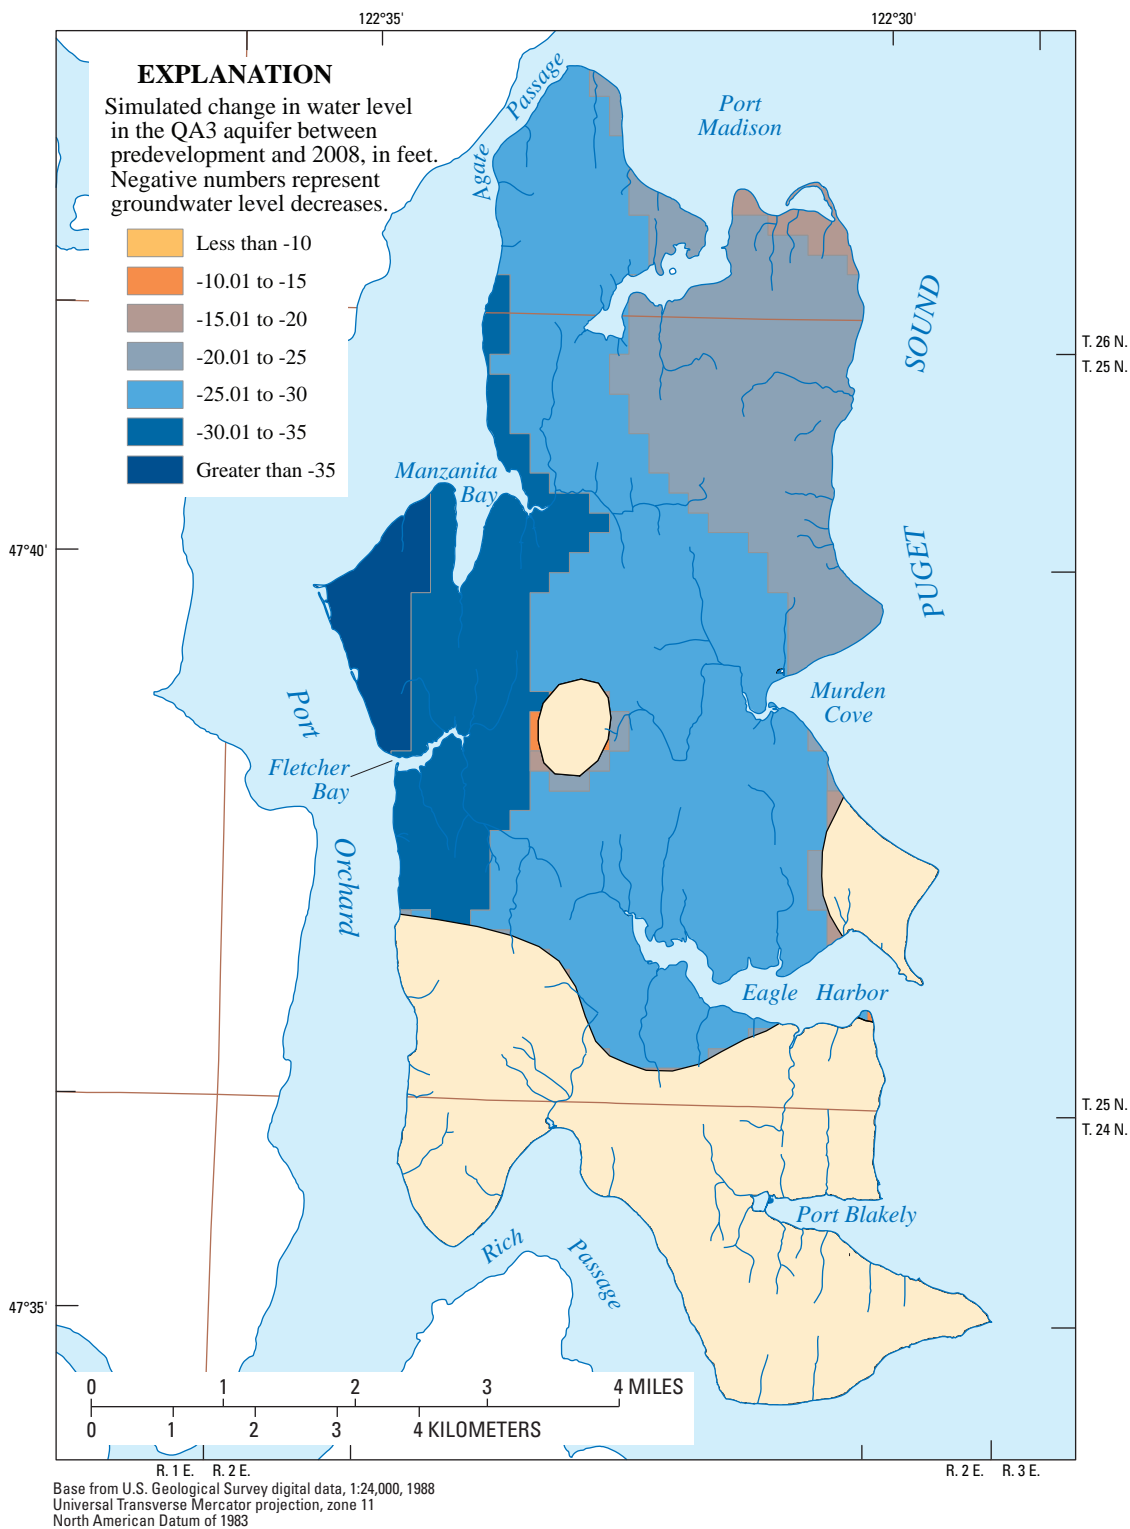 122°35'
122°30'
EXPLANATION
Simulated change in water level
in the QA3 aquifer between
predevelopment and 2008, in feet.
Negative numbers represent
groundwater level decreases.
Less than -10
-10.01 to -15
-15.01 to -20
-20.01 to -25
-25.01 to -30
-30.01 to -35
Greater than -35
Agate Passage
Port
Madison
PUGET SOUND
T. 26 N.
T. 25 N.
Manzanita
Bay
47°40'
Murden
Cove
Port Orchard
Fletcher
Bay
Eagle Harbor
T. 25 N.
T. 24 N.
Port Blakely
Rich Passage
47°35'
0 1 2 3 4 MILES
0 1 2 3 4 KILOMETERS
R. 1 E. R. 2 E.
R. 2 E. R. 3 E.
Base from U.S. Geological Survey digital data, 1:24,000, 1988
Universal Transverse Mercator projection, zone 11
North American Datum of 1983